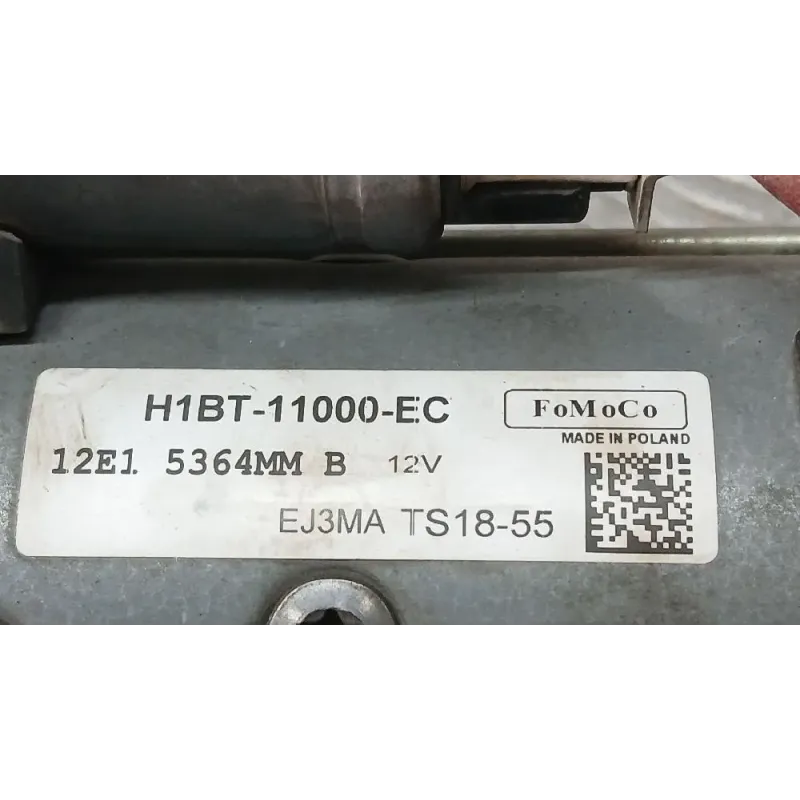 H1BT-11000-EC
FoMoCo
MADE IN POLAND
12E1 5364MM B 12V
EJ3MA TS18-55